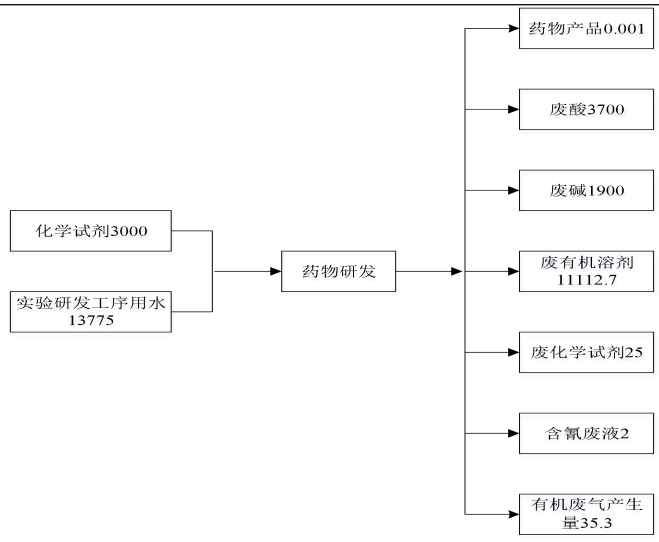 药物产品0.001
废酸3700
废碱1900
化学试剂3000
药物研发
废有机溶剂
11112.7
实验研发工序用水
13775
废化学试剂25
含氰废液2
有机废气产生
量35.3